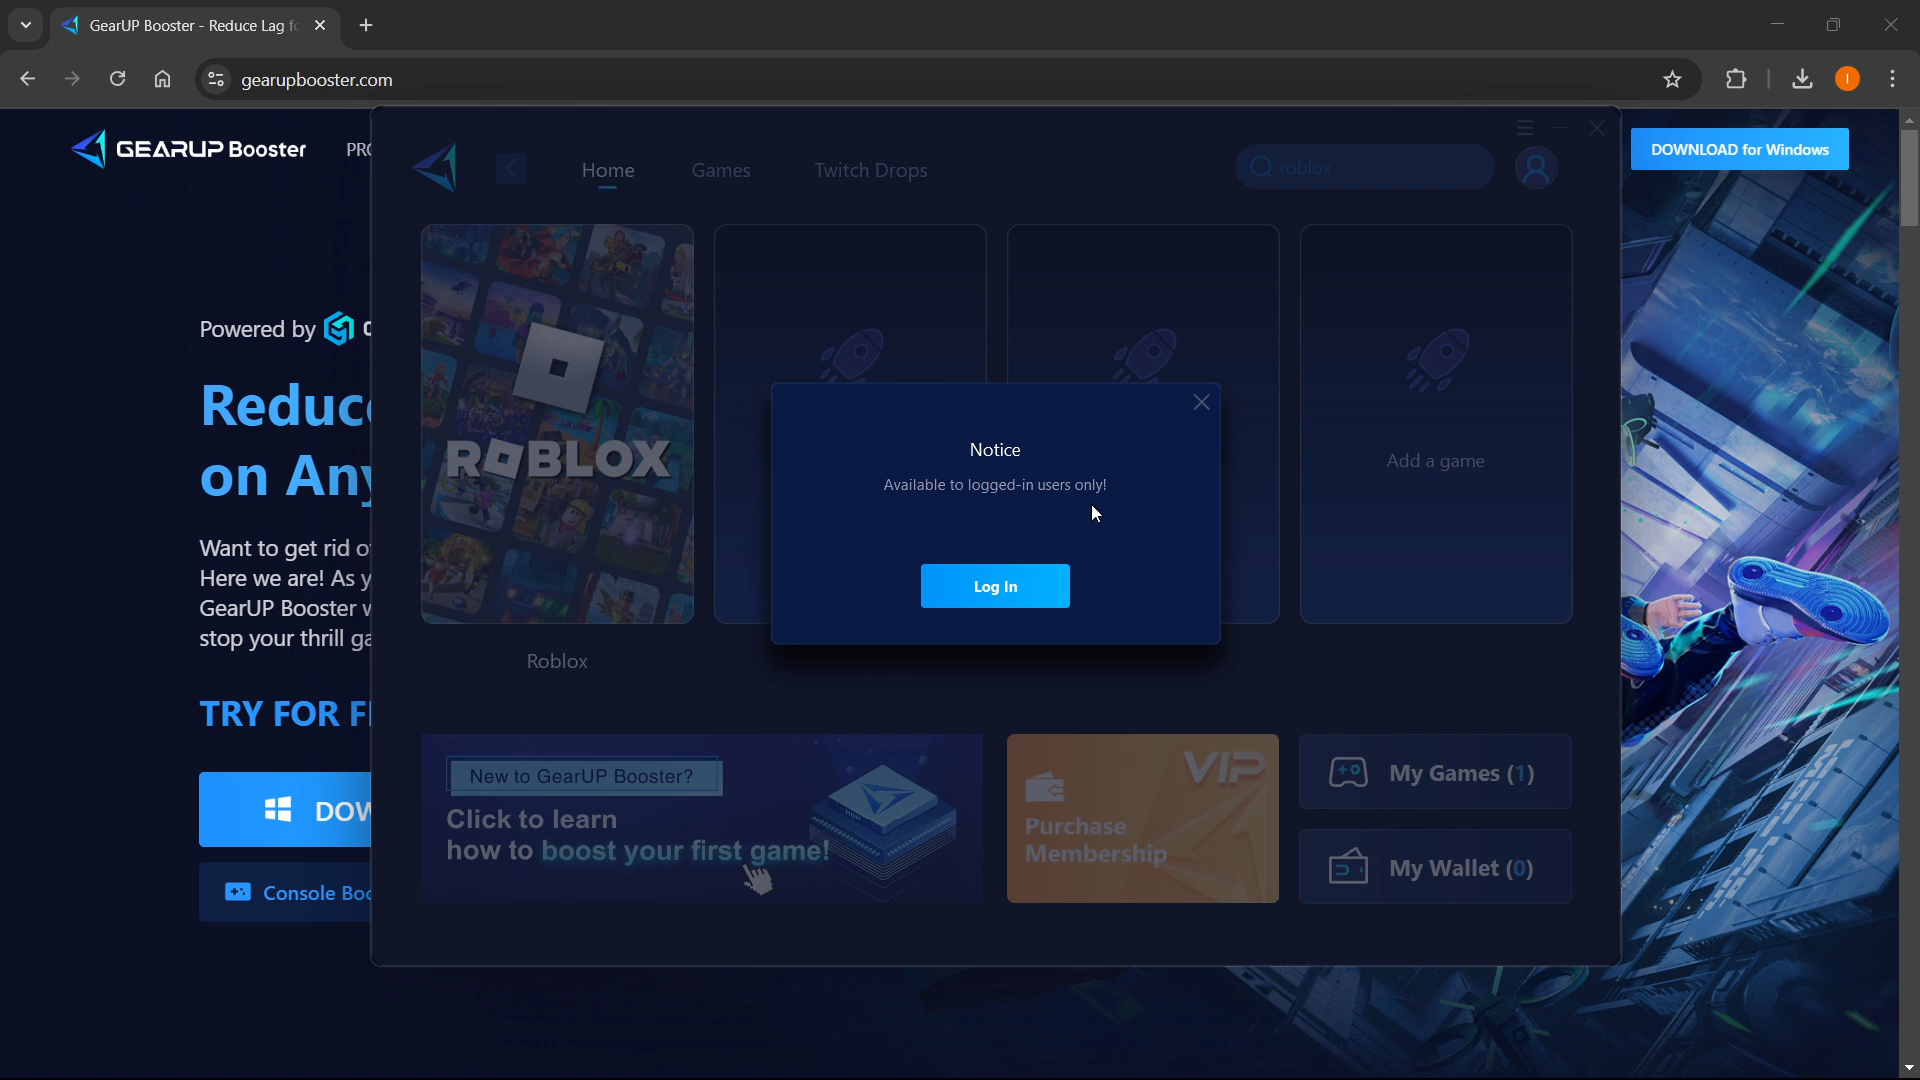 GearUP Booster - Reduce Lag fo
gearupbooster.com
GEARUP Booster
DOWNLOAD for Windows
Home
Games
Twitch Drops
roblox
Powered by
Reduc
on An
Want to get rid o
Here we are! As y
GearUP Booster
stop your thrill ga
TRY FOR F
DOW
Console Boo
ROBLOX
Roblox
Add a game
Notice
Available to logged-in users only!
Log In
New to GearUP Booster?
Click to learn
how to boost your first game!
VIP
Purchase
Membership
My Games (1)
My Wallet (0)